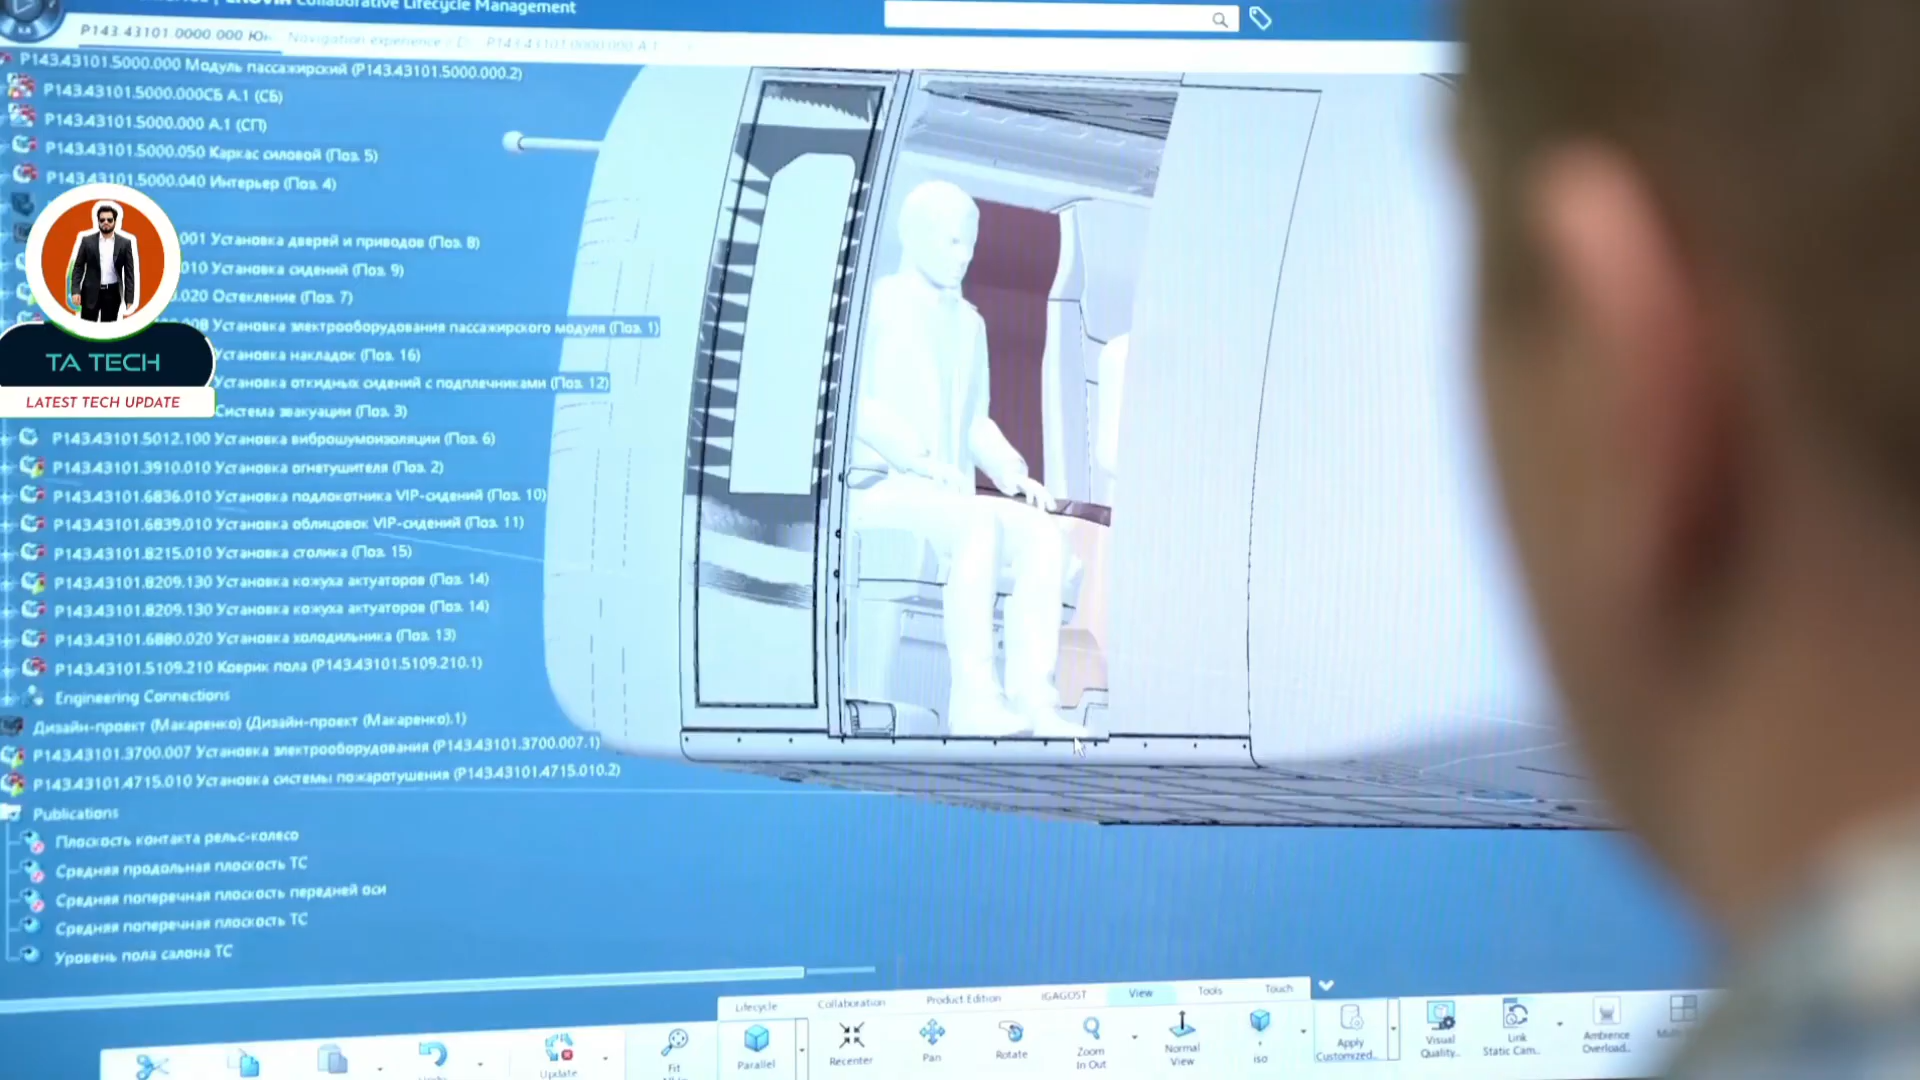 ENOVIA Collaborative Lifecycle Management
P143.43101.0000.000
Navigation experience
P143.43101.0000.000 A.1
P143.43101.5000.000 Модуль пассажирский (P143.43101.5000.000.2)
P143.43101.5000.000СБ A.1 (СБ)
P143.43101.5000.000 A.1 (СП)
P143.43101.5000.050 Каркас силовой (Поз. 5)
P143.43101.5000.040 Интерьер (Поз. 4)
001 Установка дверей и приводов (Поз. 8)
010 Установка сидений (Поз. 9)
.020 Остекление (Поз. 7)
008 Установка электрооборудования пассажирского модуля (Поз. 1)
Установка накладок (Поз. 16)
Установка откидных сидений с подплечниками (Поз. 12)
Система эвакуации (Поз. 3)
P143.43101.5012.100 Установка виброшумоизоляции (Поз. 6)
P143.43101.3910.010 Установка огнетушителя (Поз. 2)
P143.43101.6836.010 Установка подлокотника VIP-сидений (Поз. 10)
P143.43101.6839.010 Установка облицовок VIP-сидений (Поз. 11)
P143.43101.8215.010 Установка столика (Поз. 15)
P143.43101.8209.130 Установка кожуха актуаторов (Поз. 14)
P143.43101.8209.130 Установка кожуха актуаторов (Поз. 14)
P143.43101.6880.020 Установка холодильника (Поз. 13)
P143.43101.5109.210 Коврик пола (P143.43101.5109.210.1)
Engineering Connections
Дизайн-проект (Макаренко) (Дизайн-проект (Макаренко).1)
P143.43101.3700.007 Установка электрооборудования (P143.43101.3700.007.1)
P143.43101.4715.010 Установка системы пожаротушения (P143.43101.4715.010.2)
Publications
Плоскость контакта рельс-колесо
Средняя продольная плоскость ТС
Средняя поперечная плоскость передней оси
Средняя поперечная плоскость ТС
Уровень пола салона ТС
TA TECH
LATEST TECH UPDATE
Lifecycle
Collaboration
Product Edition
IGAGOST
View
Tools
Touch
Update
Fit
Parallel
Recenter
Pan
Rotate
Zoom
In Out
Normal
View
iso
Apply
Customized..
Visual
Quality..
Link
Static Cam..
Ambience
Overload..